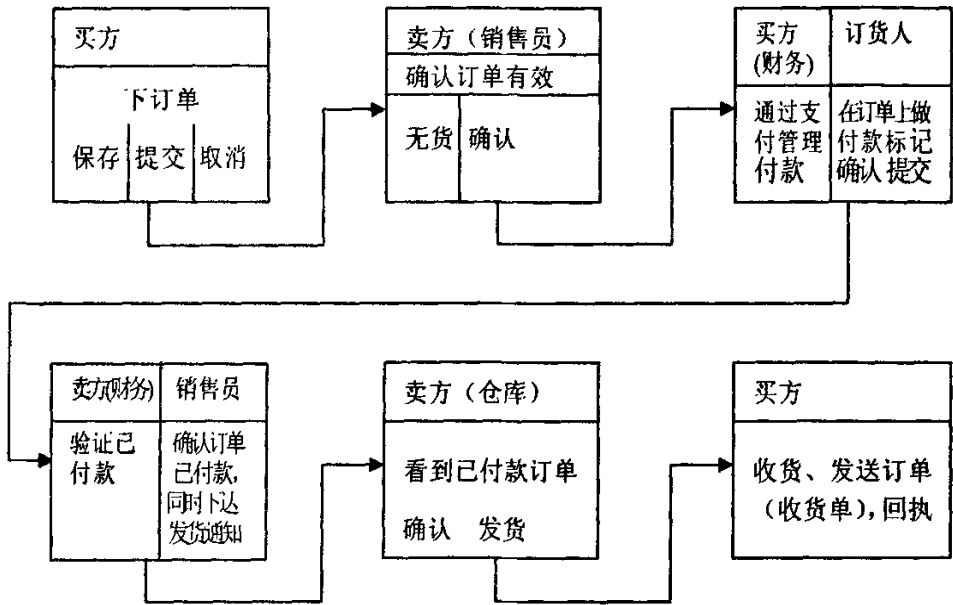 买方
下订单
保存 提交 取消
卖方（销售员）
确认订单有效
无货 确认
买方
(财务)
订货人
通过支
付管理
付款
在订单上做
付款标记
确认提交
卖方(财务)
销售员
验证已
付款
确认订单
已付款，
同时下达
发货通知
卖方（仓库）
看到已付款订单
确认 发货
买方
收货、发送订单
（收货单），回执